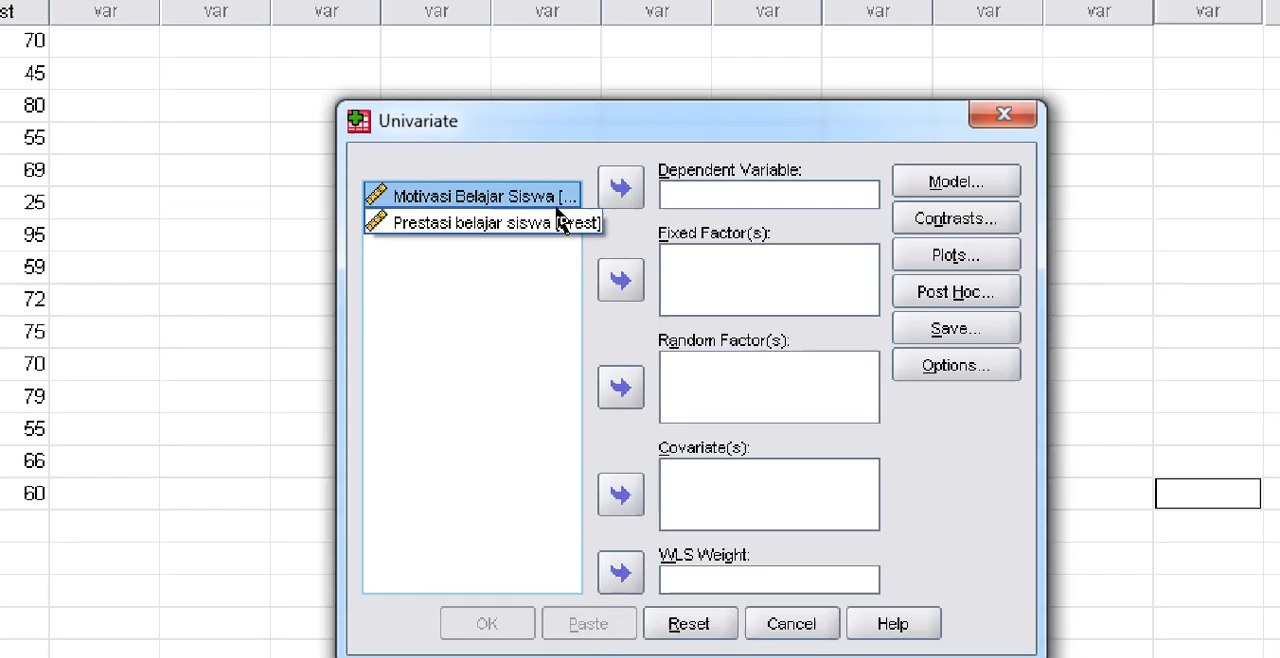 st var var var var var var var var var var var
70
45
80
55
69
25
95
59
72
75
70
79
55
66
60
Univariate
Motivasi Belajar Siswa [...
Prestasi belajar siswa [Prest]
Dependent Variable:
Fixed Factor(s):
Random Factor(s):
Covariate(s):
WLS Weight:
Model...
Contrasts...
Plots...
Post Hoc...
Save...
Options...
OK Paste Reset Cancel Help